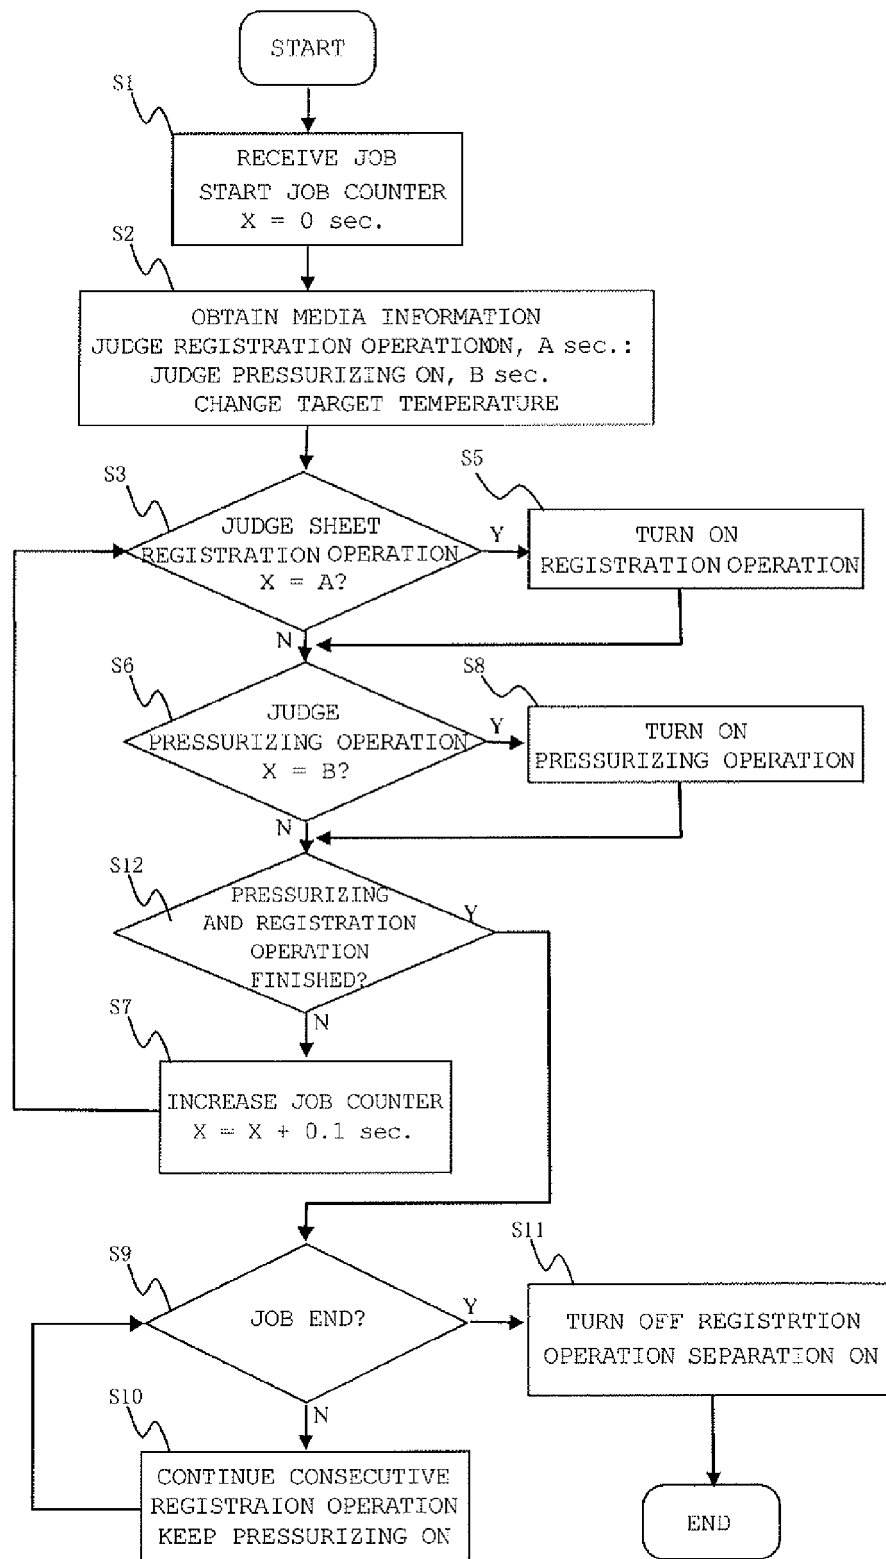 START
S1
RECEIVE JOB
START JOB COUNTER
X = 0 sec.
S2
OBTAIN MEDIA INFORMATION
JUDGE REGISTRATION OPERATION ON, A sec.:
JUDGE PRESSURIZING ON, B sec.
CHANGE TARGET TEMPERATURE
S3
JUDGE SHEET
REGISTRATION OPERATION
X = A?
Y
N
S5
TURN ON
REGISTRATION OPERATION
S6
JUDGE
PRESSURIZING OPERATION
X = B?
Y
N
S8
TURN ON
PRESSURIZING OPERATION
S12
PRESSURIZING
AND REGISTRATION
OPERATION
FINISHED?
Y
N
S7
INCREASE JOB COUNTER
X = X + 0.1 sec.
S9
JOB END?
Y
N
S11
TURN OFF REGISTRTION
OPERATION SEPARATION ON
S10
CONTINUE CONSECUTIVE
REGISTRAION OPERATION
KEEP PRESSURIZING ON
END